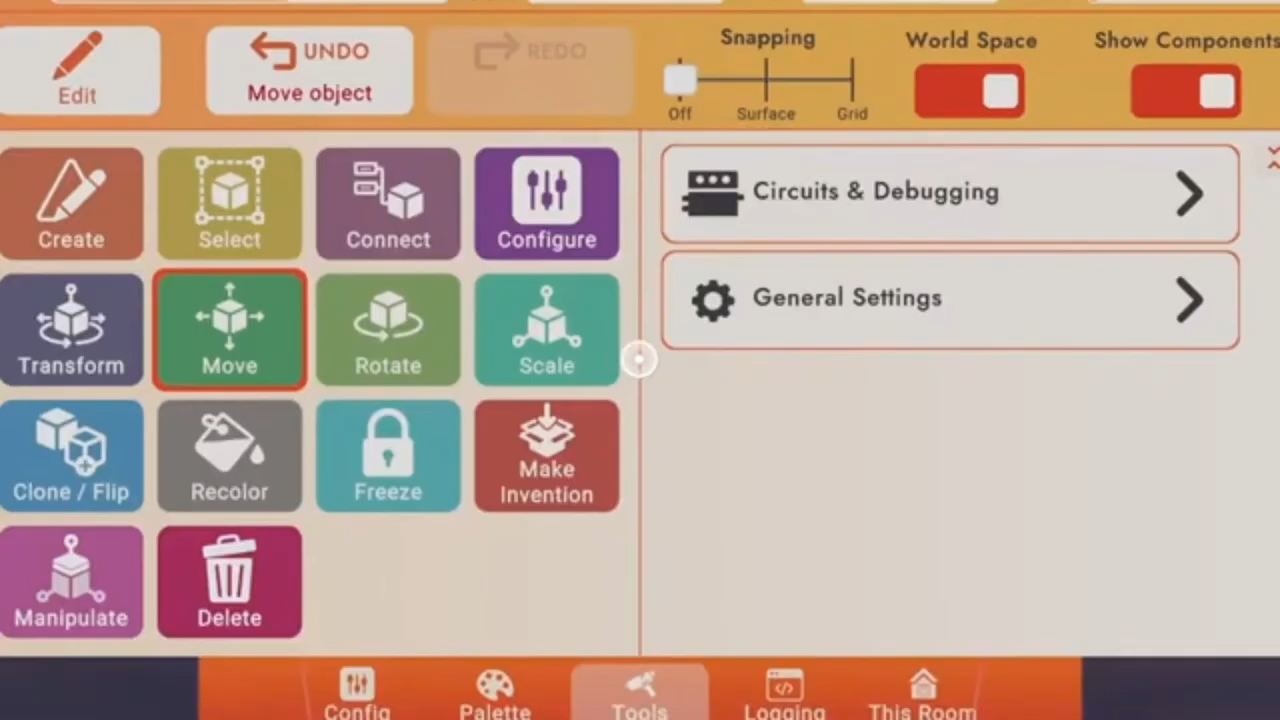 Edit
UNDO
Move object
REDO
Snapping
Off
Surface
Grid
World Space
Show Components
Create
Select
Connect
Configure
Transform
Move
Rotate
Scale
Clone / Flip
Recolor
Freeze
Make
Invention
Manipulate
Delete
Circuits & Debugging
General Settings
Config
Palette
Tools
Logging
This Room